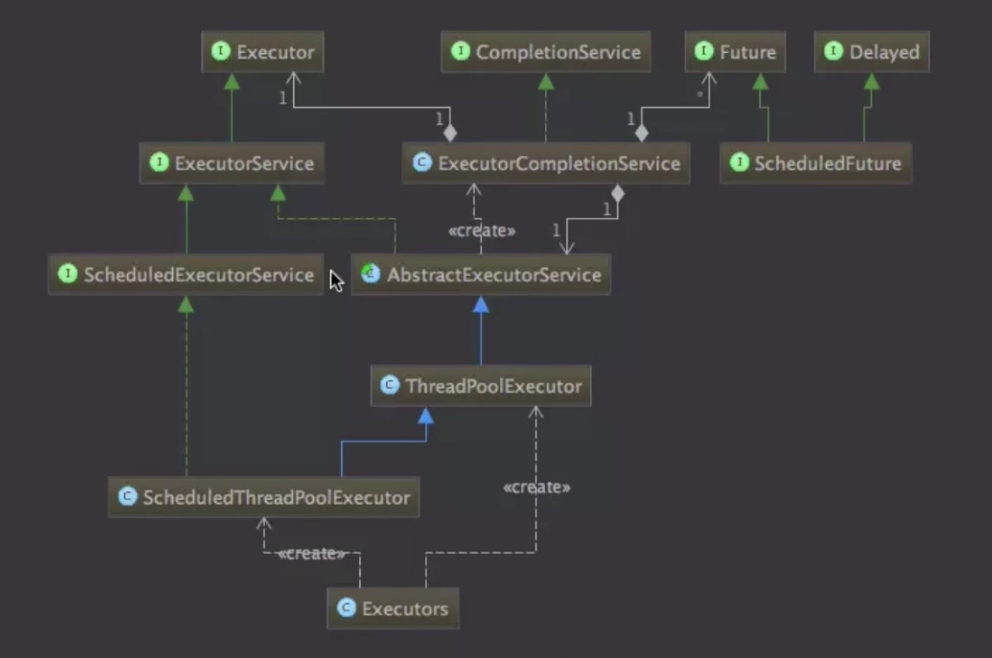 I Executor
I CompletionService
I Future
I Delayed
1
1
1
*
I ExecutorService
C ExecutorCompletionService
I ScheduledFuture
«create»
1
1
I ScheduledExecutorService
C AbstractExecutorService
C ThreadPoolExecutor
«create»
C ScheduledThreadPoolExecutor
«create»
C Executors